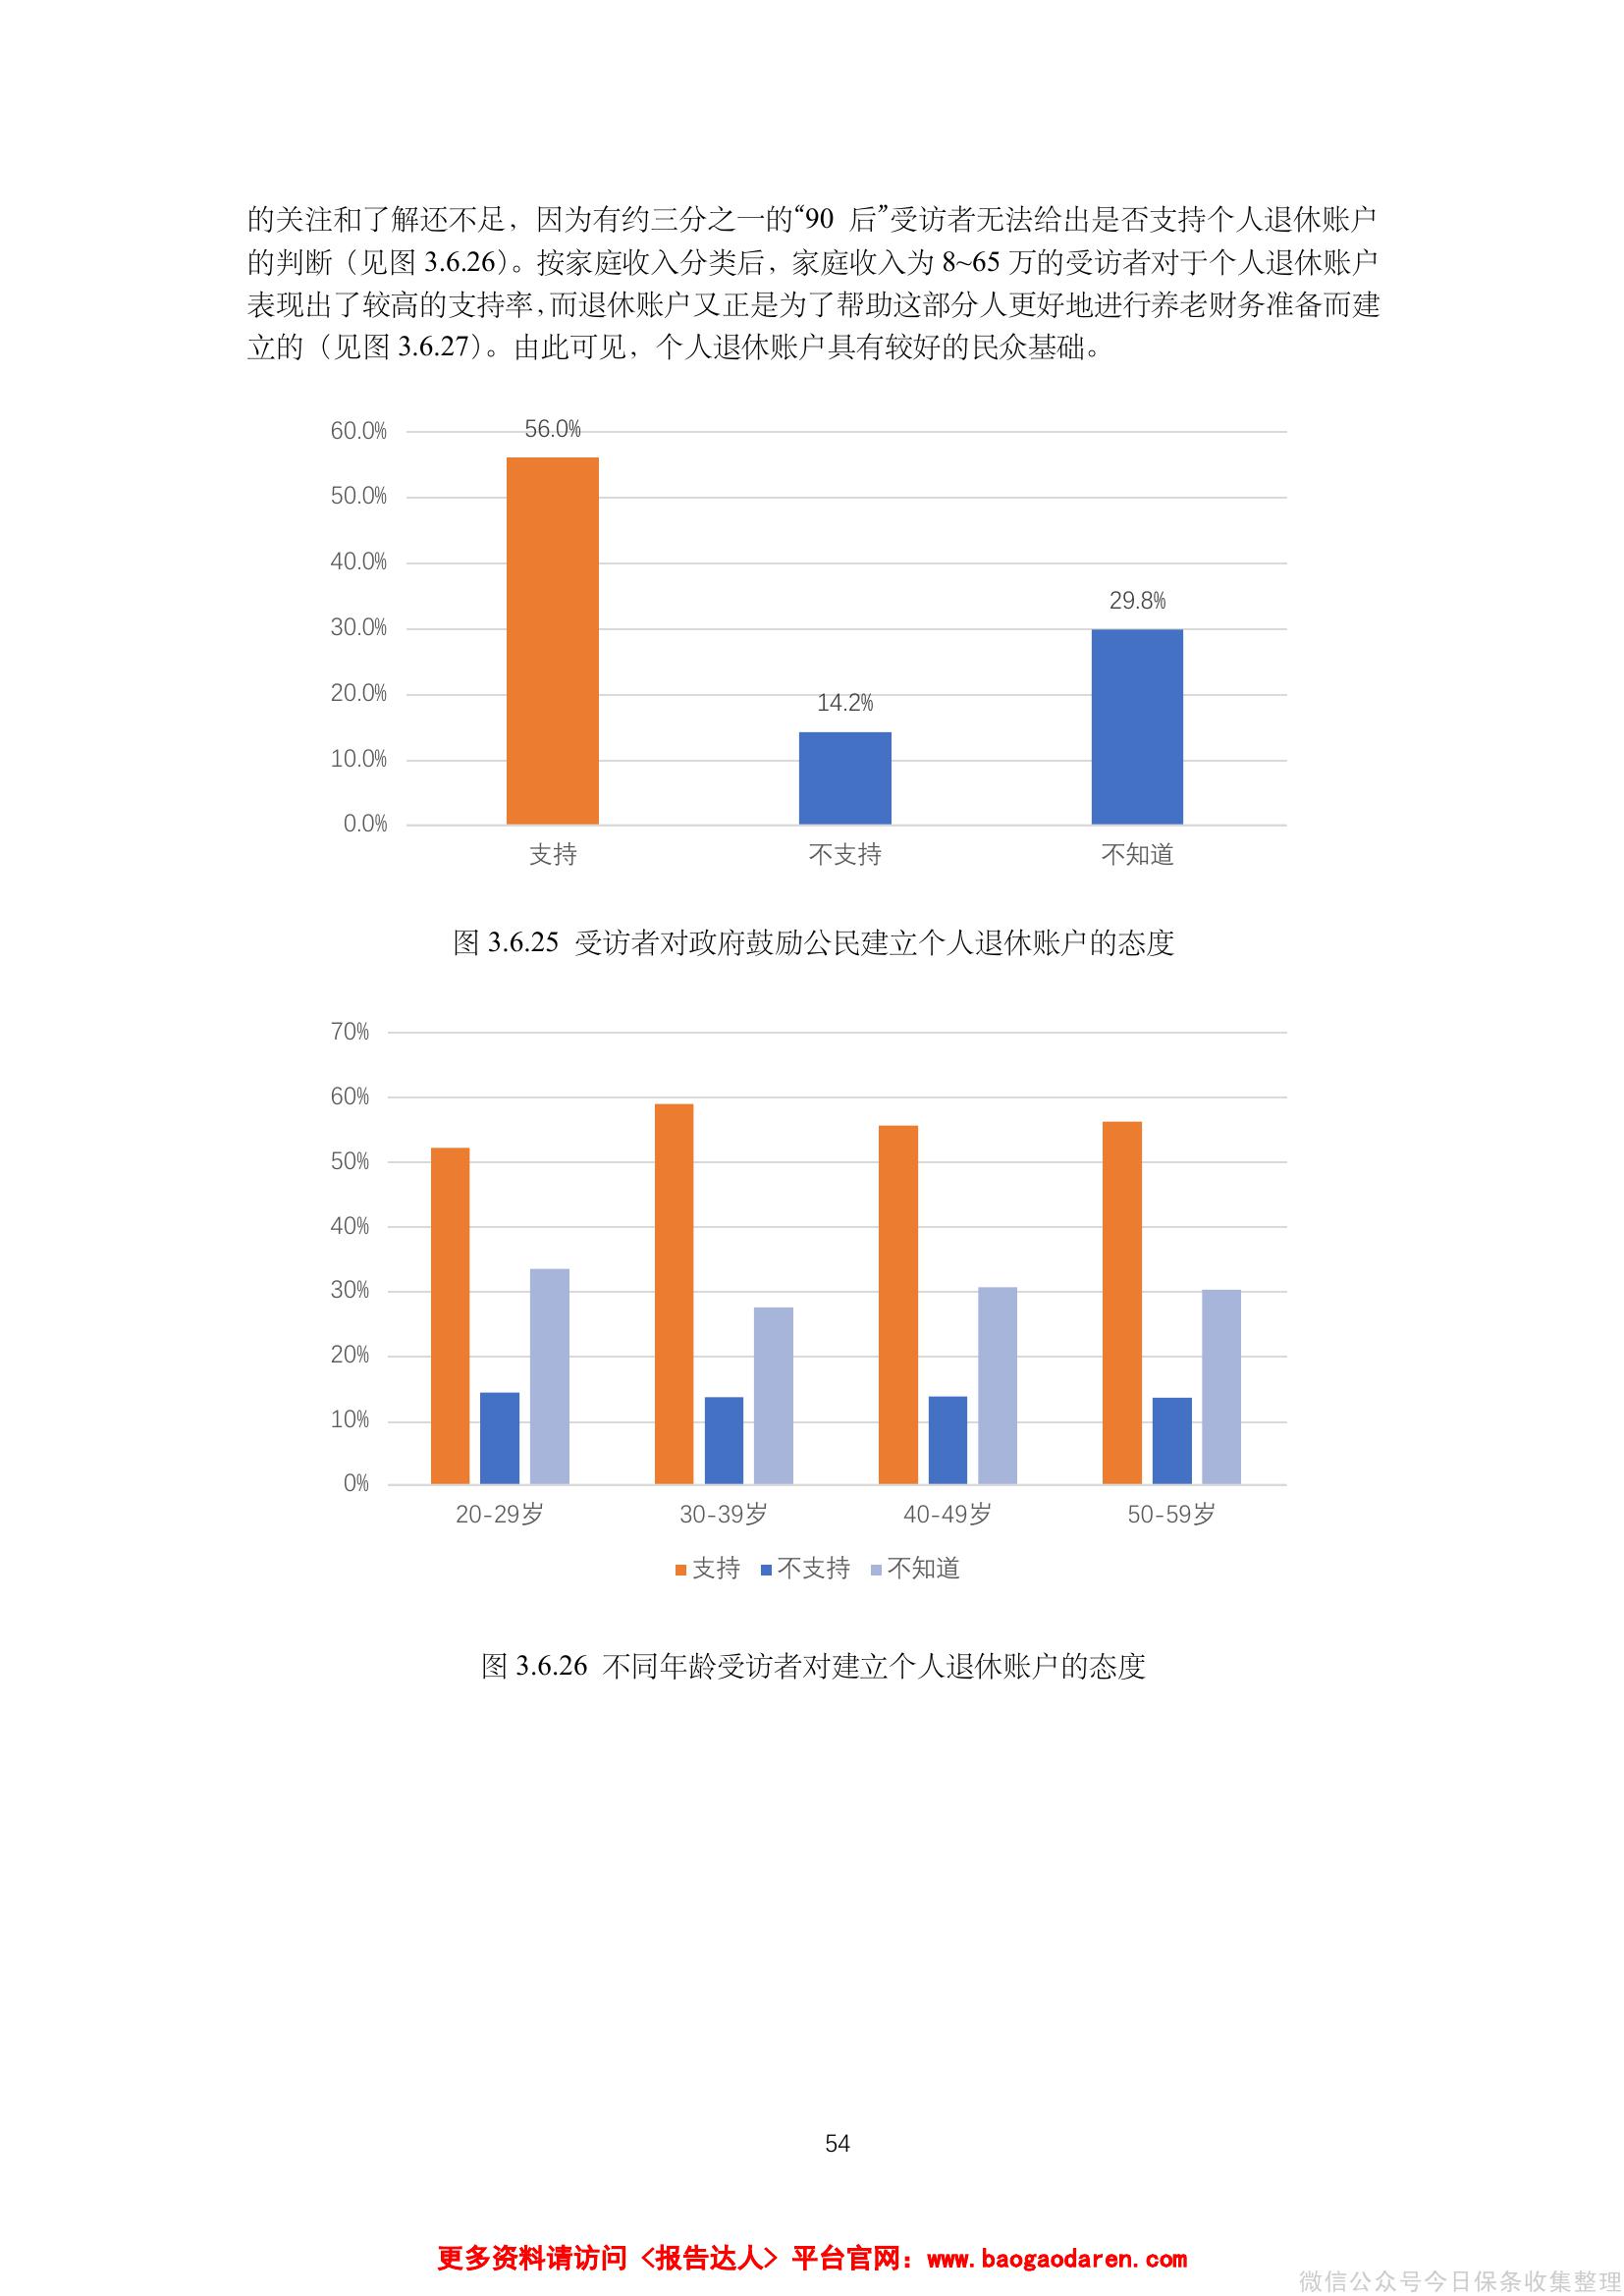 的关注和了解还不足，因为有约三分之一的“90 后”受访者无法给出是否支持个人退休账户
的判断（见图 3.6.26）。按家庭收入分类后，家庭收入为 8~65 万的受访者对于个人退休账户
表现出了较高的支持率，而退休账户又正是为了帮助这部分人更好地进行养老财务准备而建
立的（见图 3.6.27）。由此可见，个人退休账户具有较好的民众基础。
60.0%
50.0%
40.0%
30.0%
20.0%
10.0%
0.0%
56.0%
14.2%
29.8%
支持 不支持 不知道
图 3.6.25 受访者对政府鼓励公民建立个人退休账户的态度
70%
60%
50%
40%
30%
20%
10%
0%
20-29岁 30-39岁 40-49岁 50-59岁
支持 不支持 不知道
图 3.6.26 不同年龄受访者对建立个人退休账户的态度
54
更多资料请访问《报告达人》平台官网：www.baogaodaren.com
微信公众号今日保条收集整理